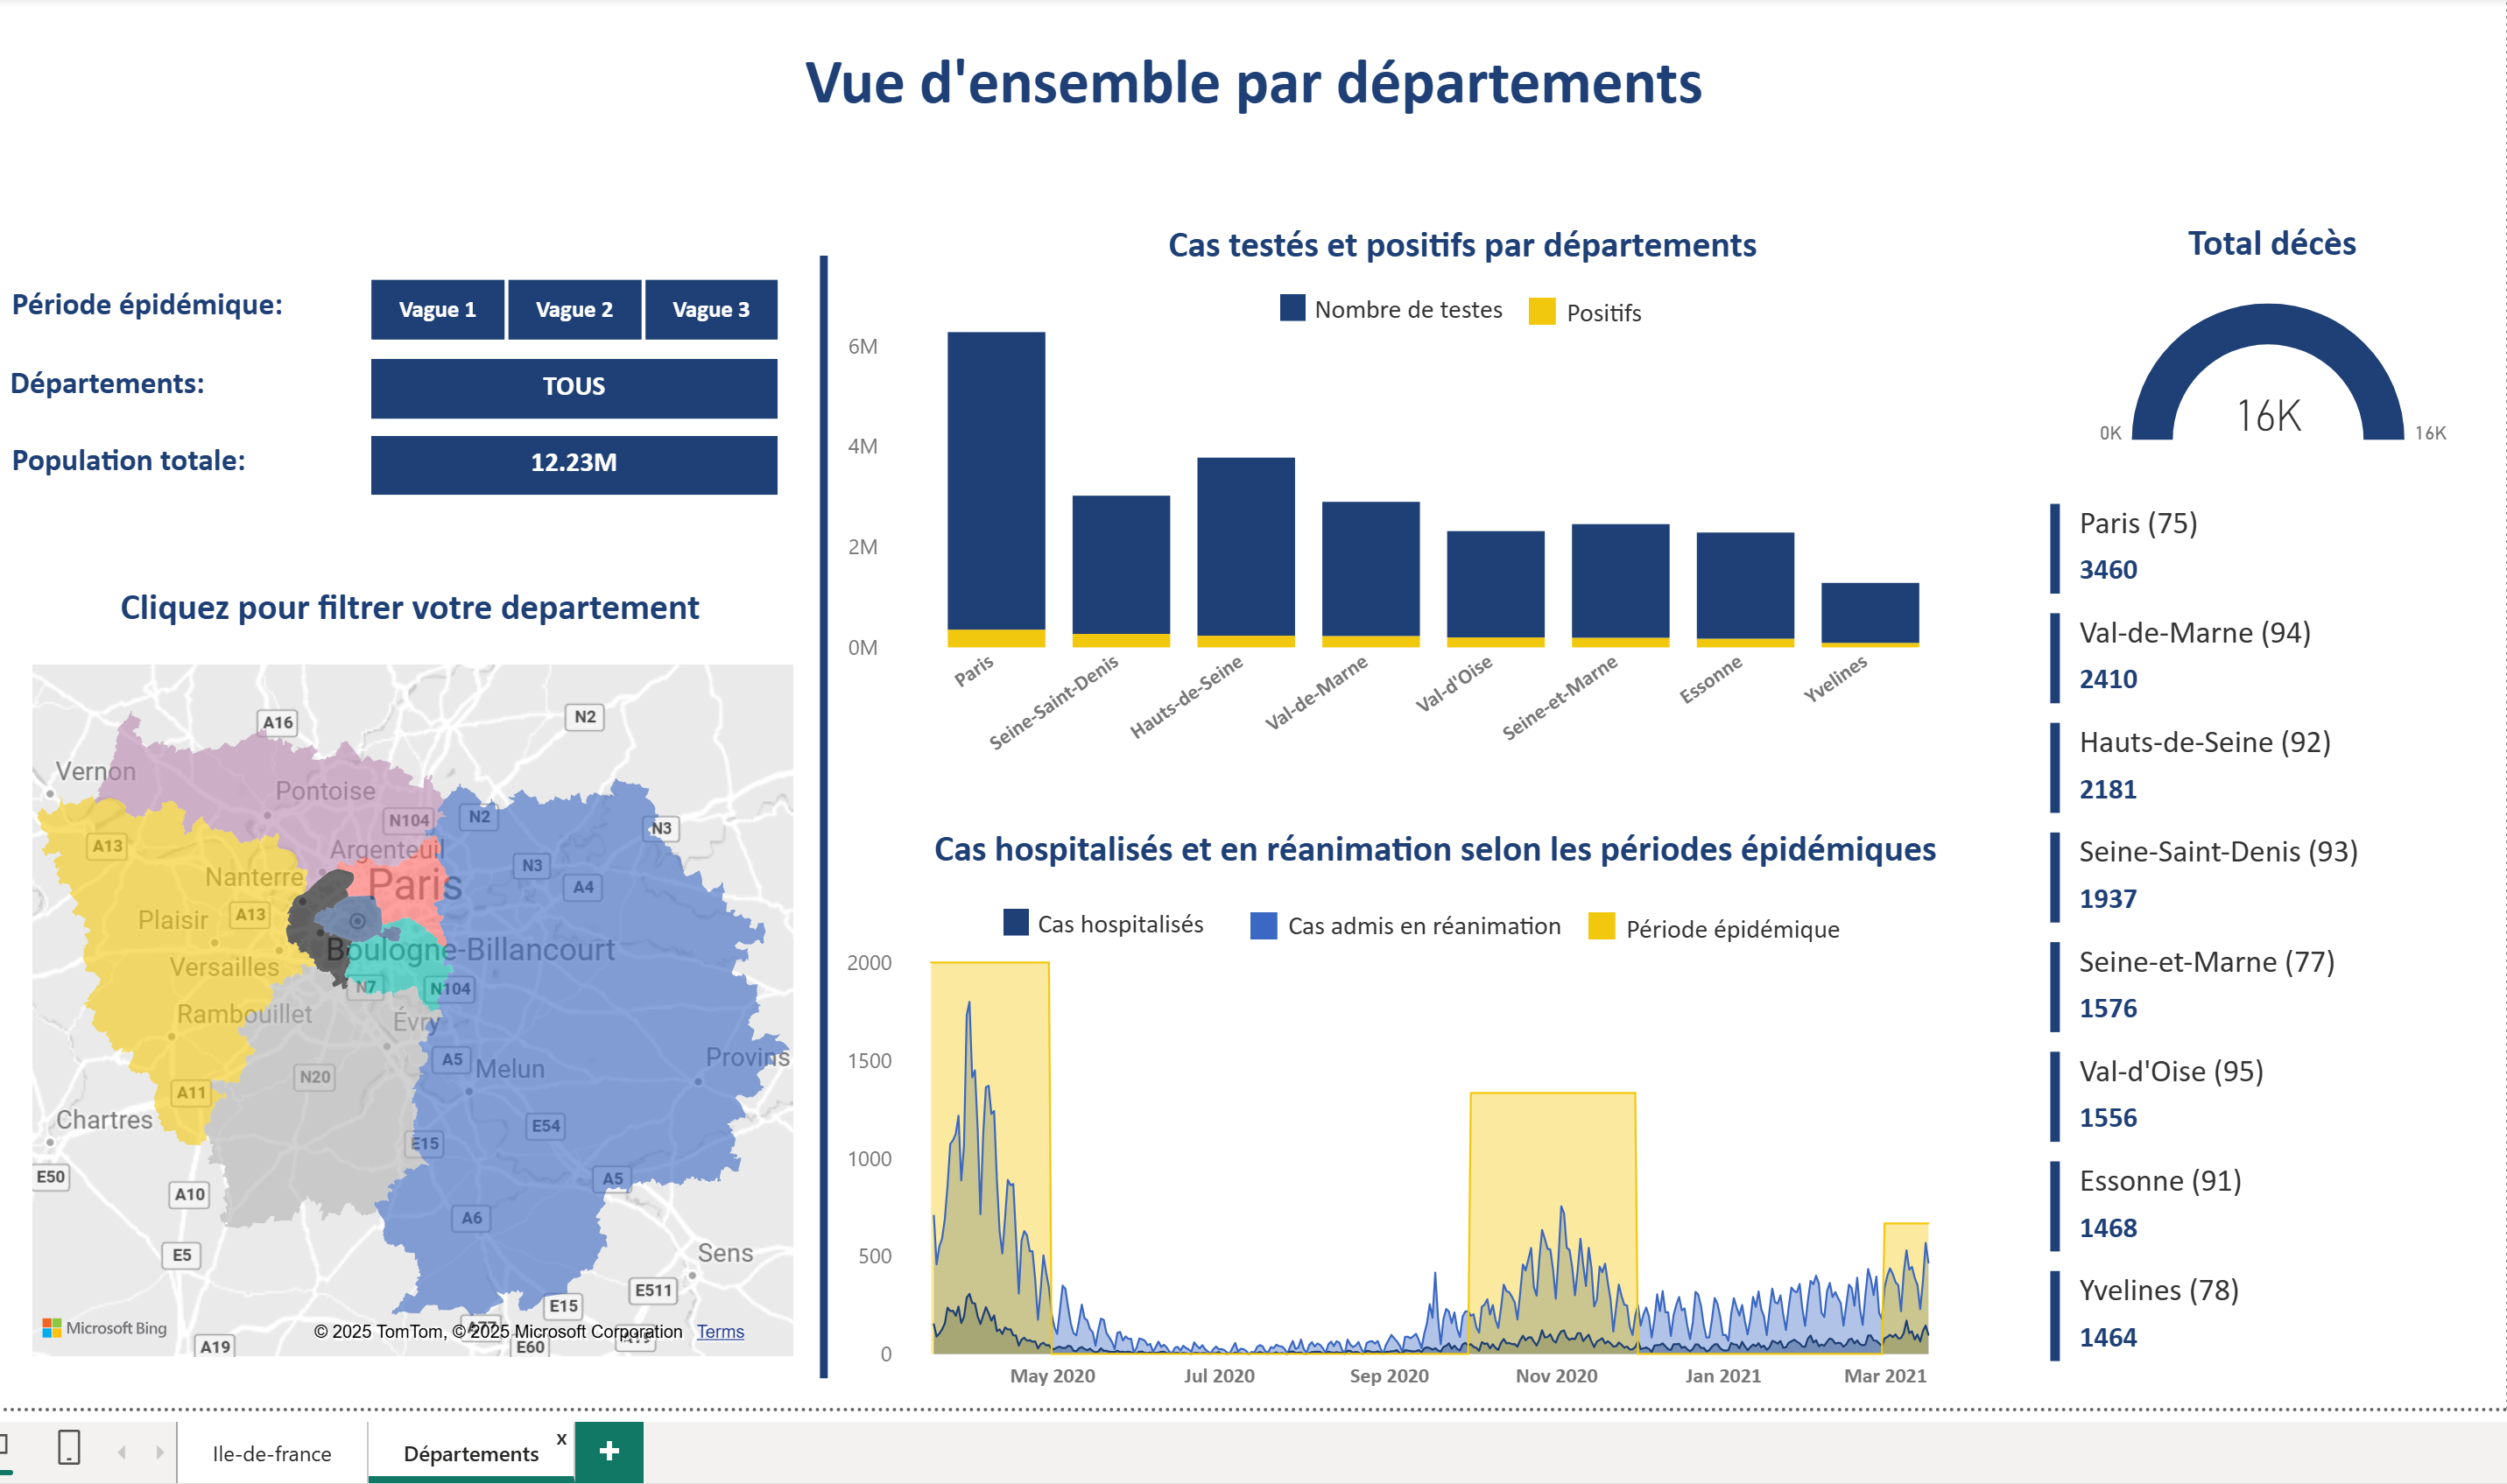 Vue d'ensemble par départements
Période épidémique:
Vague 1
Vague 2
Vague 3
Départements:
TOUS
Population totale:
12.23M
Cliquez pour filtrer votre departement
A16
N2
Vernon
Pontoise
N104
N2
N3
A13
Argenteuil
N3
Nanterre
Paris
A4
Plaisir
A13
Boulogne-Billancourt
Versailles
N7
N104
Rambouillet
Évry
A5
Melun
Provins
N20
A11
Chartres
E54
E15
E50
A5
A10
A6
E5
Sens
E511
E15
Microsoft Bing
© 2025 TomTom, © 2025 Microsoft Corporation Terms
A19
E60
Cas testés et positifs par départements
Nombre de testes
Positifs
6M
4M
2M
0M
Paris
Seine-Saint-Denis
Hauts-de-Seine
Val-de-Marne
Val-d'Oise
Seine-et-Marne
Essonne
Yvelines
Cas hospitalisés et en réanimation selon les périodes épidémiques
Cas hospitalisés
Cas admis en réanimation
Période épidémique
2000
1500
1000
500
0
May 2020
Jul 2020
Sep 2020
Nov 2020
Jan 2021
Mar 2021
Total décès
16K
0K
16K
Paris (75)
3460
Val-de-Marne (94)
2410
Hauts-de-Seine (92)
2181
Seine-Saint-Denis (93)
1937
Seine-et-Marne (77)
1576
Val-d'Oise (95)
1556
Essonne (91)
1468
Yvelines (78)
1464
Ile-de-france
Départements
x
+